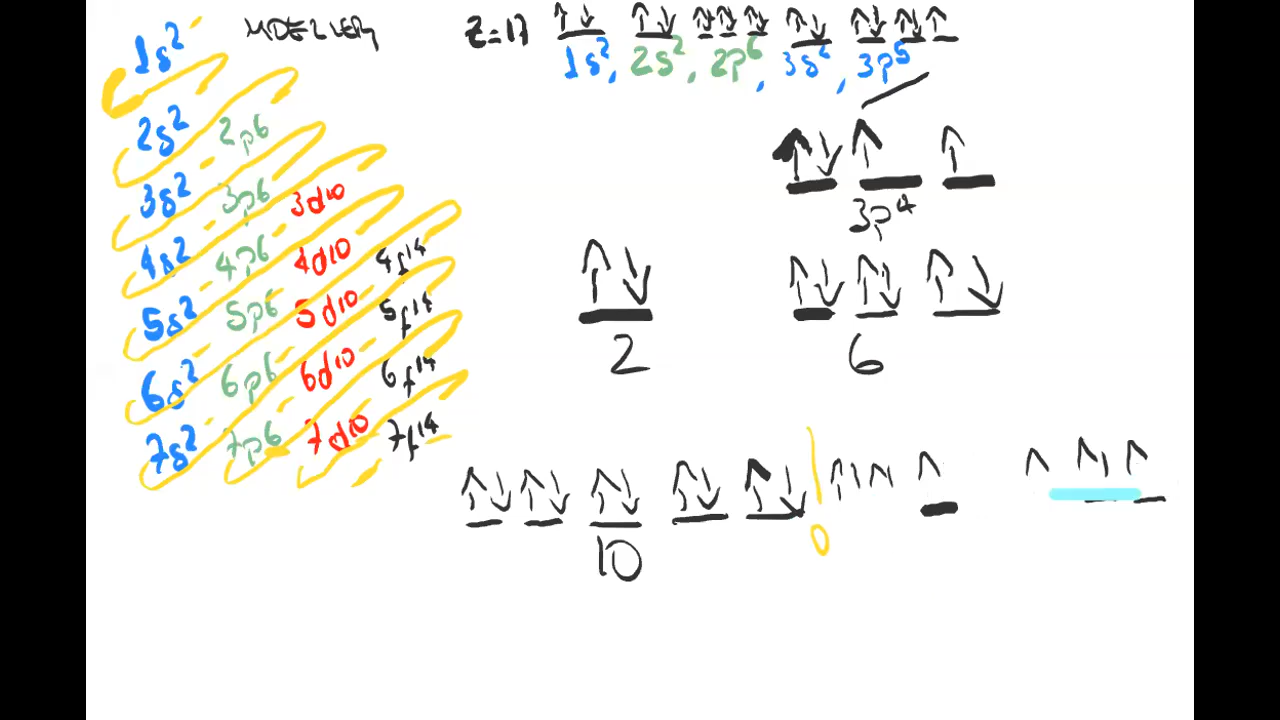 MDELLER
Z=17
1s², 2s², 2p⁶, 3s², 3p⁵
1s²
2s² 2p⁶
3s² 3p⁶ 3d¹⁰
4s² 4p⁶ 4d¹⁰ 4f¹⁴
5s² 5p⁶ 5d¹⁰ 5f¹⁴
6s² 6p⁶ 6d¹⁰ 6f¹⁴
7s² 7p⁶ 7d¹⁰ 7f¹⁴
3p⁴
2
6
10
0